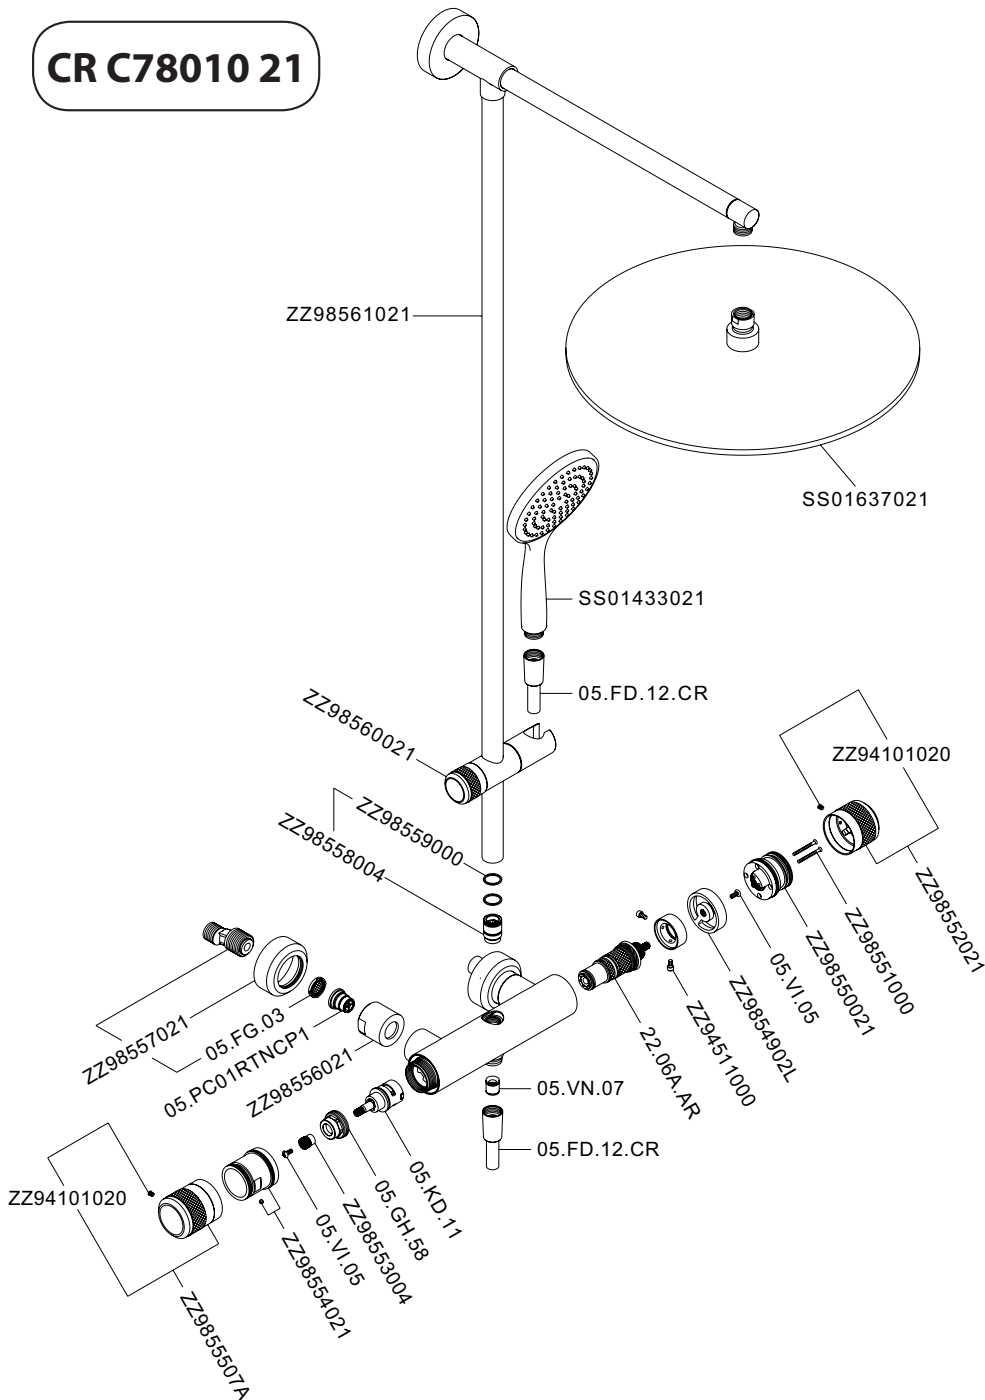 CR C78010 21
ZZ98561021
SS01637021
SS01433021
05.FD.12.CR
ZZ98560021
ZZ94101020
ZZ98559000
ZZ98558004
ZZ98552021
ZZ98551000
ZZ98550021
05.VI.05
ZZ9854902L
ZZ94511000
22.06A.AR
ZZ98557021
05.FG.03
05.PC01RTNCP1
ZZ98556021
05.VN.07
05.FD.12.CR
05.KD.11
05.GH.58
ZZ98553004
05.VI.05
ZZ98554021
ZZ94101020
ZZ9855507A